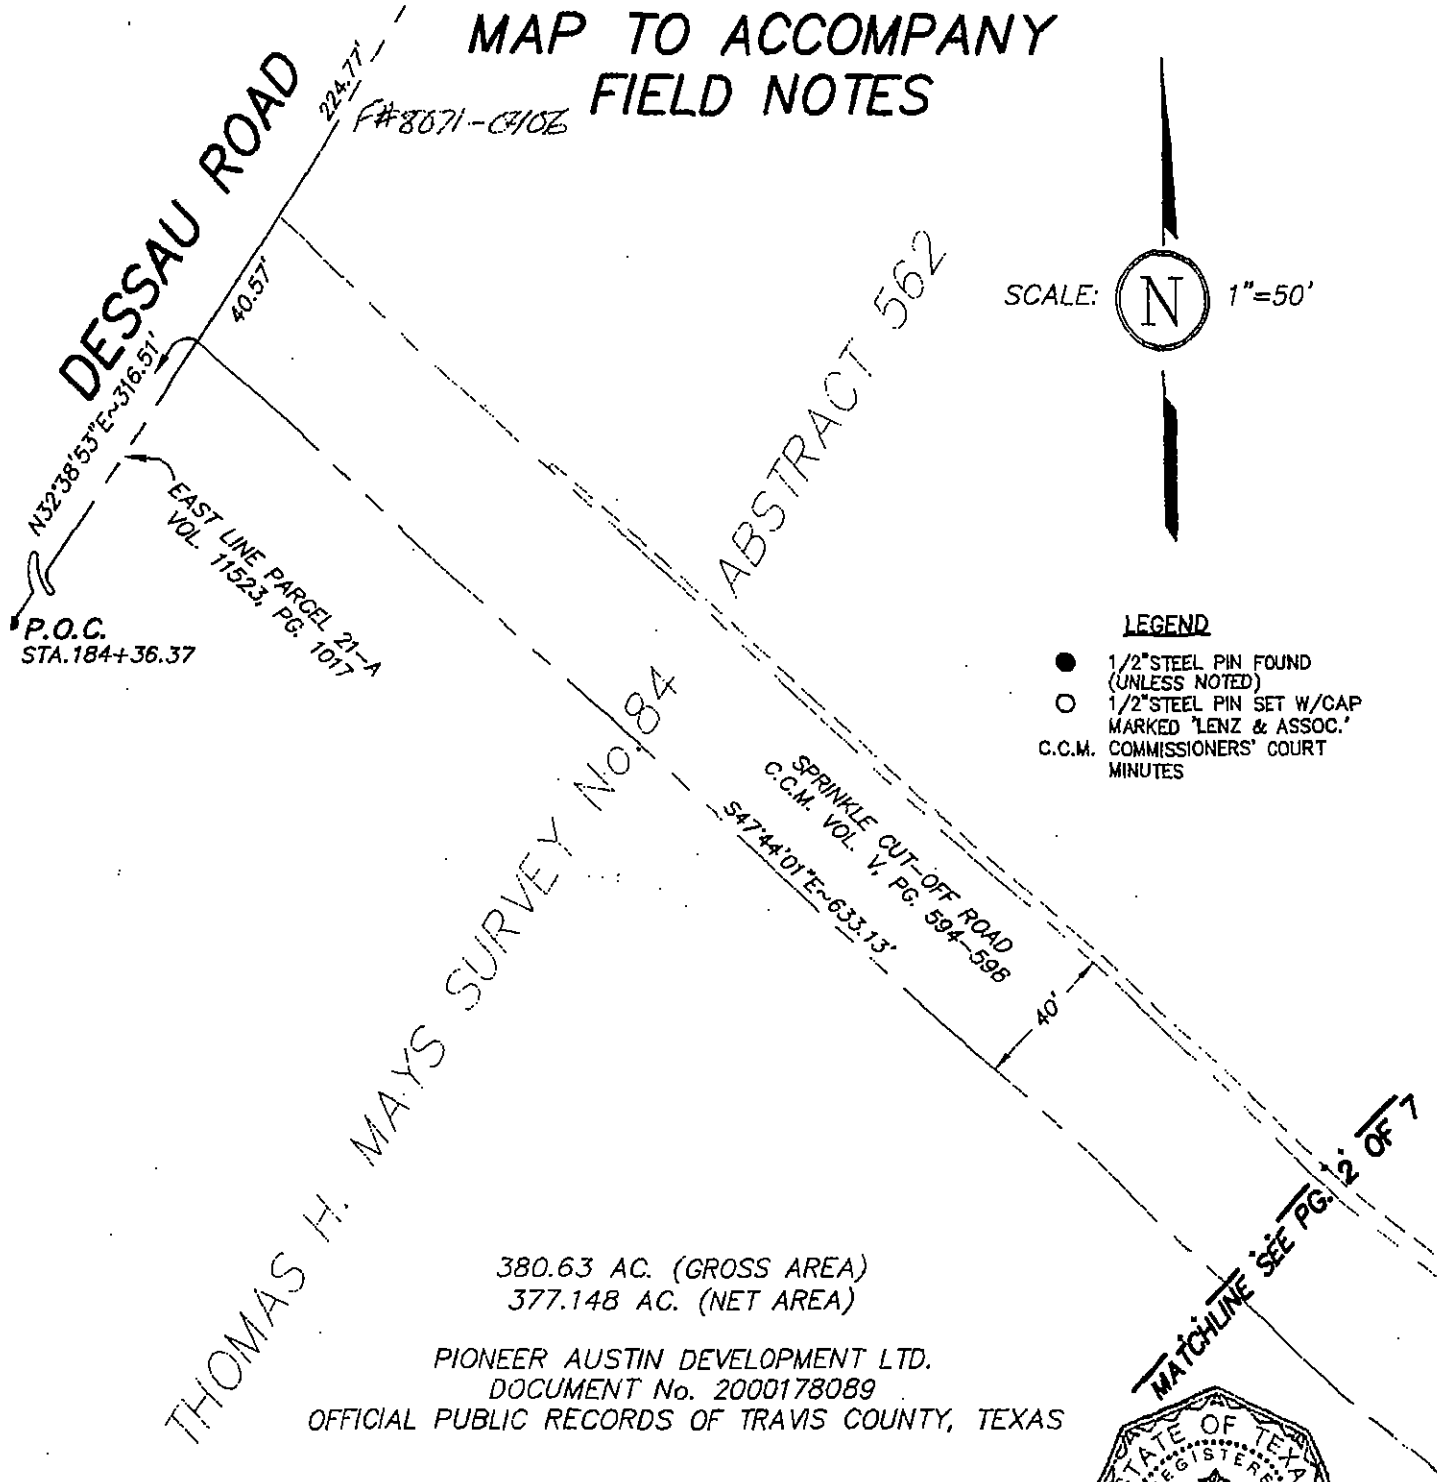 MAP TO ACCOMPANY
FIELD NOTES
224.77'
DESSAU ROAD
40.57'
N32°38'53"E~316.51'
EAST LINE PARCEL 21-A
VOL. 11523, PG. 1017
P.O.C.
STA.184+36.37
ABSTRACT 562
SCALE: N 1"=50'
LEGEND
1/2" STEEL PIN FOUND
(UNLESS NOTED)
1/2" STEEL PIN SET W/CAP
MARKED 'LENZ & ASSOC.'
C.C.M. COMMISSIONERS' COURT
MINUTES
THOMAS H. MAYS SURVEY No. 84
SPRINKLE CUT-OFF ROAD
C.C.M. VOL. V, PG. 594-598
S47°44'01"E~633.13'
40'
MATCHLINE SEE PG. 2 OF 7
380.63 AC. (GROSS AREA)
377.148 AC. (NET AREA)
PIONEER AUSTIN DEVELOPMENT LTD.
DOCUMENT No. 2000178089
OFFICIAL PUBLIC RECORDS OF TRAVIS COUNTY, TEXAS
STATE OF TEXA
EGISTERE